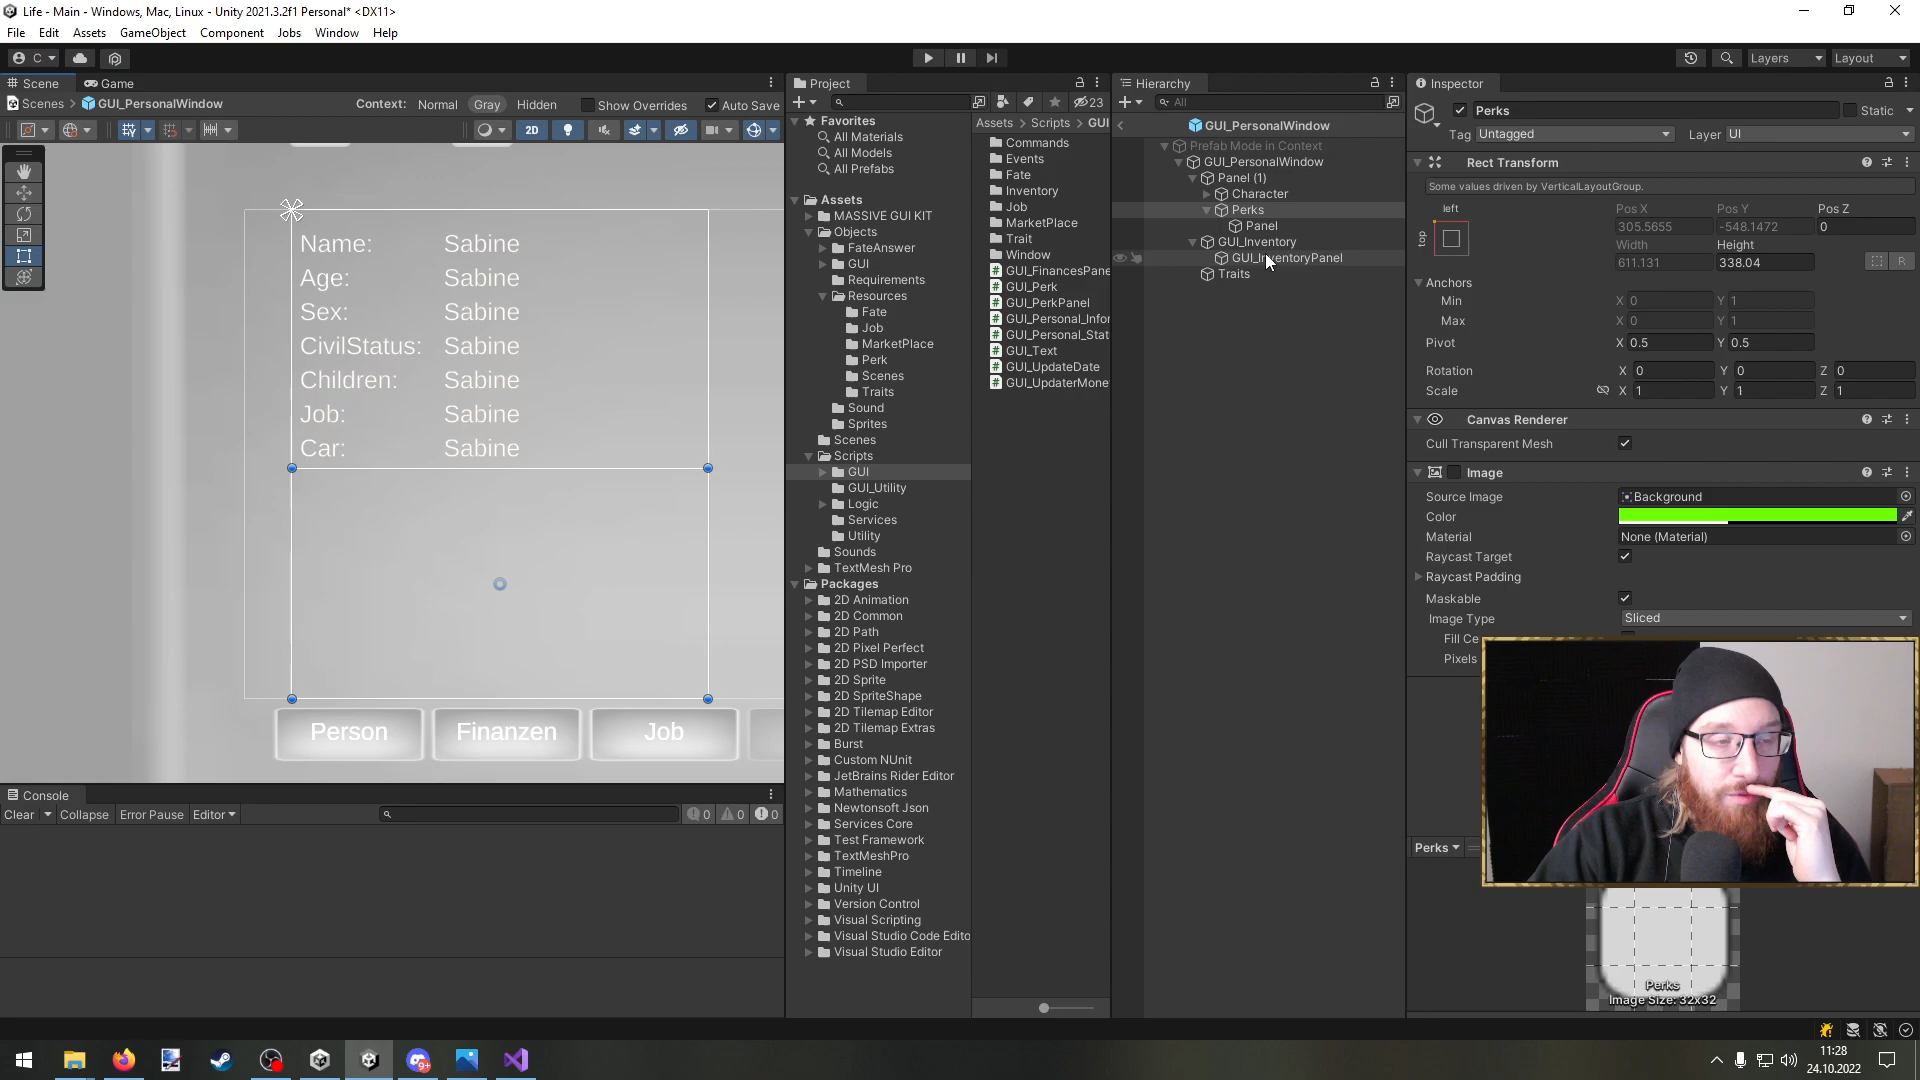 Life - Main - Windows, Mac, Linux - Unity 2021.3.2f1 Personal* <DX11>
File Edit Assets GameObject Component Jobs Window Help
C
Layers Layout
Scene Game
Scenes > GUI_PersonalWindow Context: Normal Gray Hidden Show Overrides Auto Save
2D
Name: Sabine
Age: Sabine
Sex: Sabine
CivilStatus: Sabine
Children: Sabine
Job: Sabine
Car: Sabine
Person Finanzen Job
Console
Clear Collapse Error Pause Editor 0 0 0
Project
23
Favorites
All Materials
All Models
All Prefabs
Assets
MASSIVE GUI KIT
Objects
FateAnswer
GUI
Requirements
Resources
Fate
Job
MarketPlace
Perk
Scenes
Traits
Sound
Sprites
Scenes
Scripts
GUI
GUI_Utility
Logic
Services
Utility
Sounds
TextMesh Pro
Packages
2D Animation
2D Common
2D Path
2D Pixel Perfect
2D PSD Importer
2D Sprite
2D SpriteShape
2D Tilemap Editor
2D Tilemap Extras
Burst
Custom NUnit
JetBrains Rider Editor
Mathematics
Newtonsoft Json
Services Core
Test Framework
TextMeshPro
Timeline
Unity UI
Version Control
Visual Scripting
Visual Studio Code Edito
Visual Studio Editor
Assets > Scripts > GUI
Commands
Events
Fate
Inventory
Job
MarketPlace
Trait
Window
GUI_FinancesPane
GUI_Perk
GUI_PerkPanel
GUI_Personal_Infor
GUI_Personal_Stat
GUI_Text
GUI_UpdateDate
GUI_UpdaterMone
Hierarchy
All
GUI_PersonalWindow
Prefab Mode in Context
GUI_PersonalWindow
Panel (1)
Character
Perks
Panel
GUI_Inventory
GUI_InventoryPanel
Traits
Inspector
Perks Static
Tag Untagged Layer UI
Rect Transform
Some values driven by VerticalLayoutGroup.
left Pos X Pos Y Pos Z
top 305.5655 -548.1472 0
Width Height
611.131 338.04 R
Anchors
Min X 0 Y 1
Max X 0 Y 1
Pivot X 0.5 Y 0.5
Rotation X 0 Y 0 Z 0
Scale X 1 Y 1 Z 1
Canvas Renderer
Cull Transparent Mesh
Image
Source Image Background
Color
Material None (Material)
Raycast Target
Raycast Padding
Maskable
Image Type Sliced
Fill Ce
Pixels
Perks
Perks
Image Size: 32x32
9+
11:28
24.10.2022